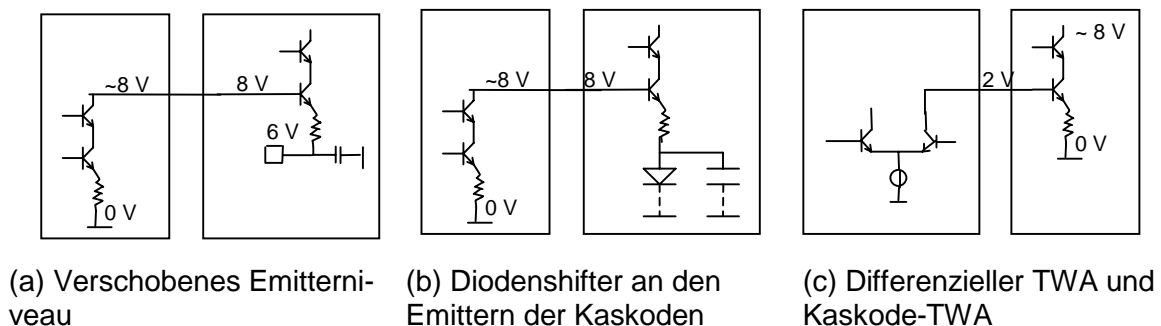 ~8 V
8 V
6 V
0 V
~8 V
8 V
0 V
~ 8 V
2 V
0 V
(a) Verschobenes Emitterni-
veau
(b) Diodenshifter an den
Emittern der Kaskoden
(c) Differenzieller TWA und
Kaskode-TWA